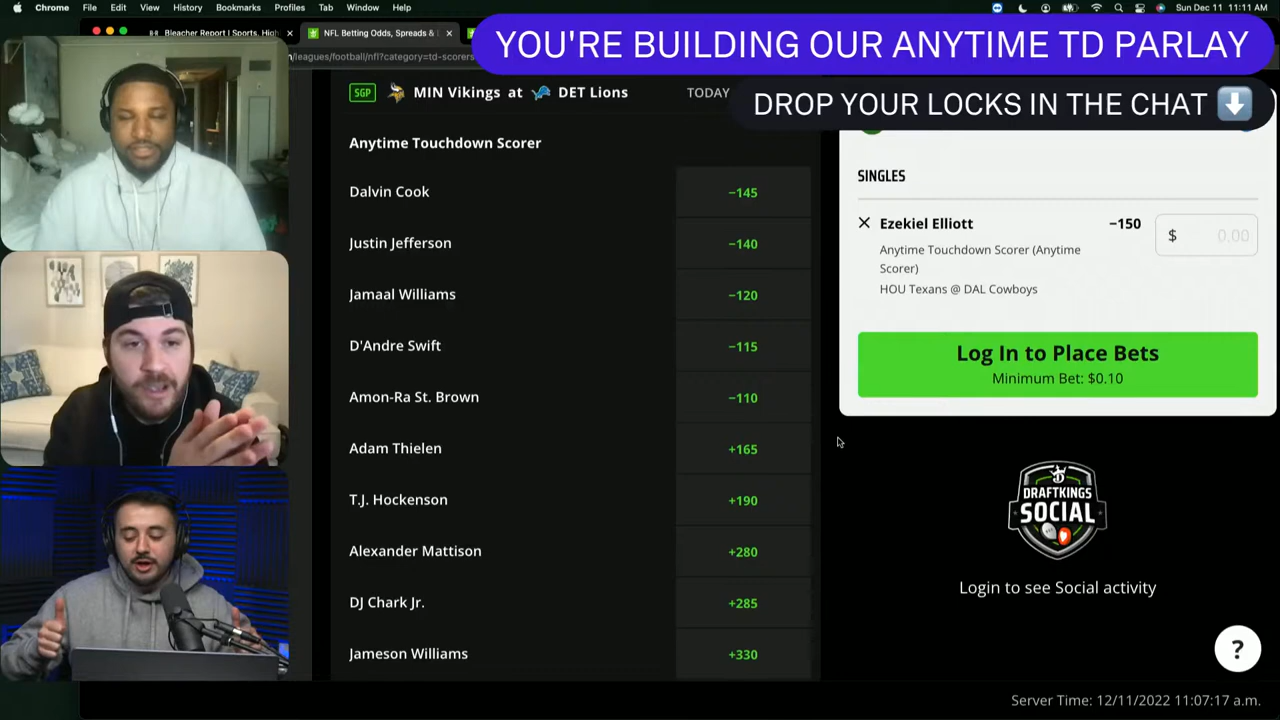 Chrome File Edit View History Bookmarks Profiles Tab Window Help
Sun Dec 11 11:11 AM
Bleacher Report | Sports, High
NFL Betting Odds, Spreads &
n/leagues/football/nfl?category=td-scorers
YOU'RE BUILDING OUR ANYTIME TD PARLAY
DROP YOUR LOCKS IN THE CHAT
SGP MIN Vikings at DET Lions TODAY
Anytime Touchdown Scorer
Dalvin Cook −145
Justin Jefferson −140
Jamaal Williams −120
D'Andre Swift −115
Amon-Ra St. Brown −110
Adam Thielen +165
T.J. Hockenson +190
Alexander Mattison +280
DJ Chark Jr. +285
Jameson Williams +330
SINGLES
Ezekiel Elliott −150 $ 0.00
Anytime Touchdown Scorer (Anytime
Scorer)
HOU Texans @ DAL Cowboys
Log In to Place Bets
Minimum Bet: $0.10
DRAFTKINGS
SOCIAL
Login to see Social activity
?
Server Time: 12/11/2022 11:07:17 a.m.